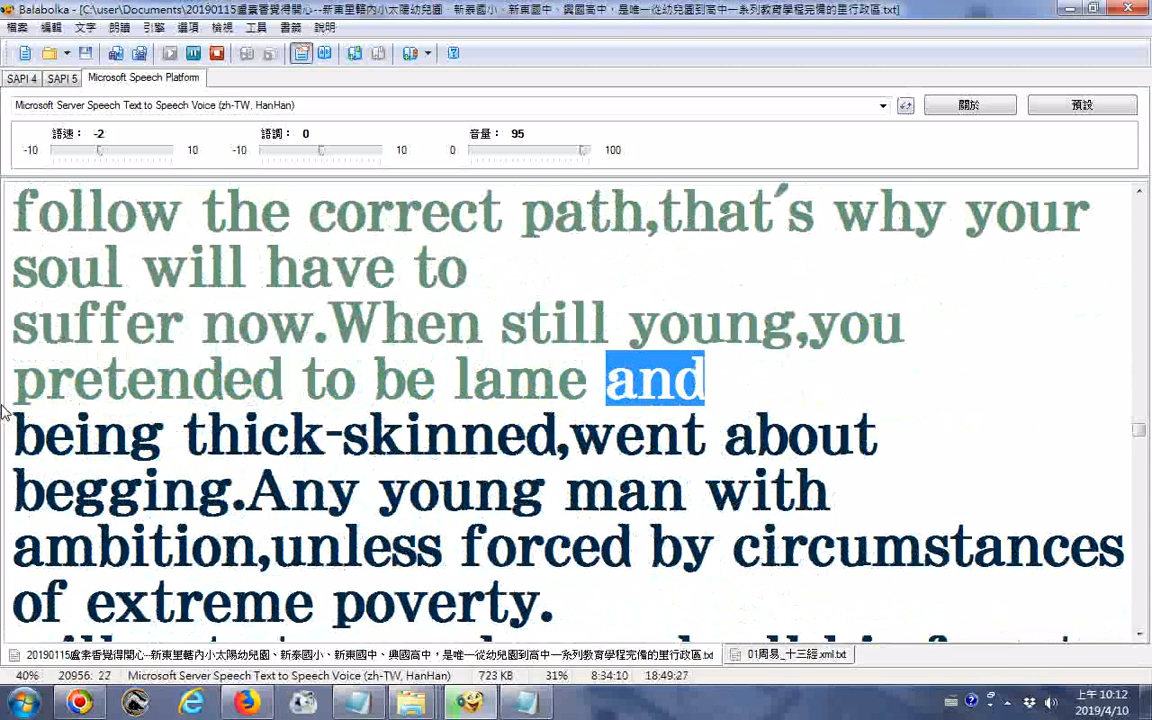 Balabolka - [C:\user\Documents\20190115盧素香覺得開心--新東里轄內小太陽幼兒園、新泰國小、新東國中、興國高中，是唯一從幼兒園到高中一系列教育學程完備的里行政區.txt]
檔案 編輯 文字 朗讀 引擎 選項 檢視 工具 書籤 說明
SAPI 4 SAPI 5 Microsoft Speech Platform
Microsoft Server Speech Text to Speech Voice (zh-TW, HanHan) 關於 預設
語速： -2 語調： 0 音量： 95
-10 10 -10 10 0 100
follow the correct path,that's why your
soul will have to
suffer now.When still young,you
pretended to be lame and
being thick-skinned,went about
begging.Any young man with
ambition,unless forced by circumstances
of extreme poverty.
20190115盧素香覺得開心--新東里轄內小太陽幼兒園、新泰國小、新東國中、興國高中，是唯一從幼兒園到高中一系列教育學程完備的里行政區.txt 01周易_十三經.xml.txt
40% 20956: 22 Microsoft Server Speech Text to Speech Voice (zh-TW, HanHan) 723 KB 31% 8:34:10 18:49:27
上午 10:12
2019/4/10